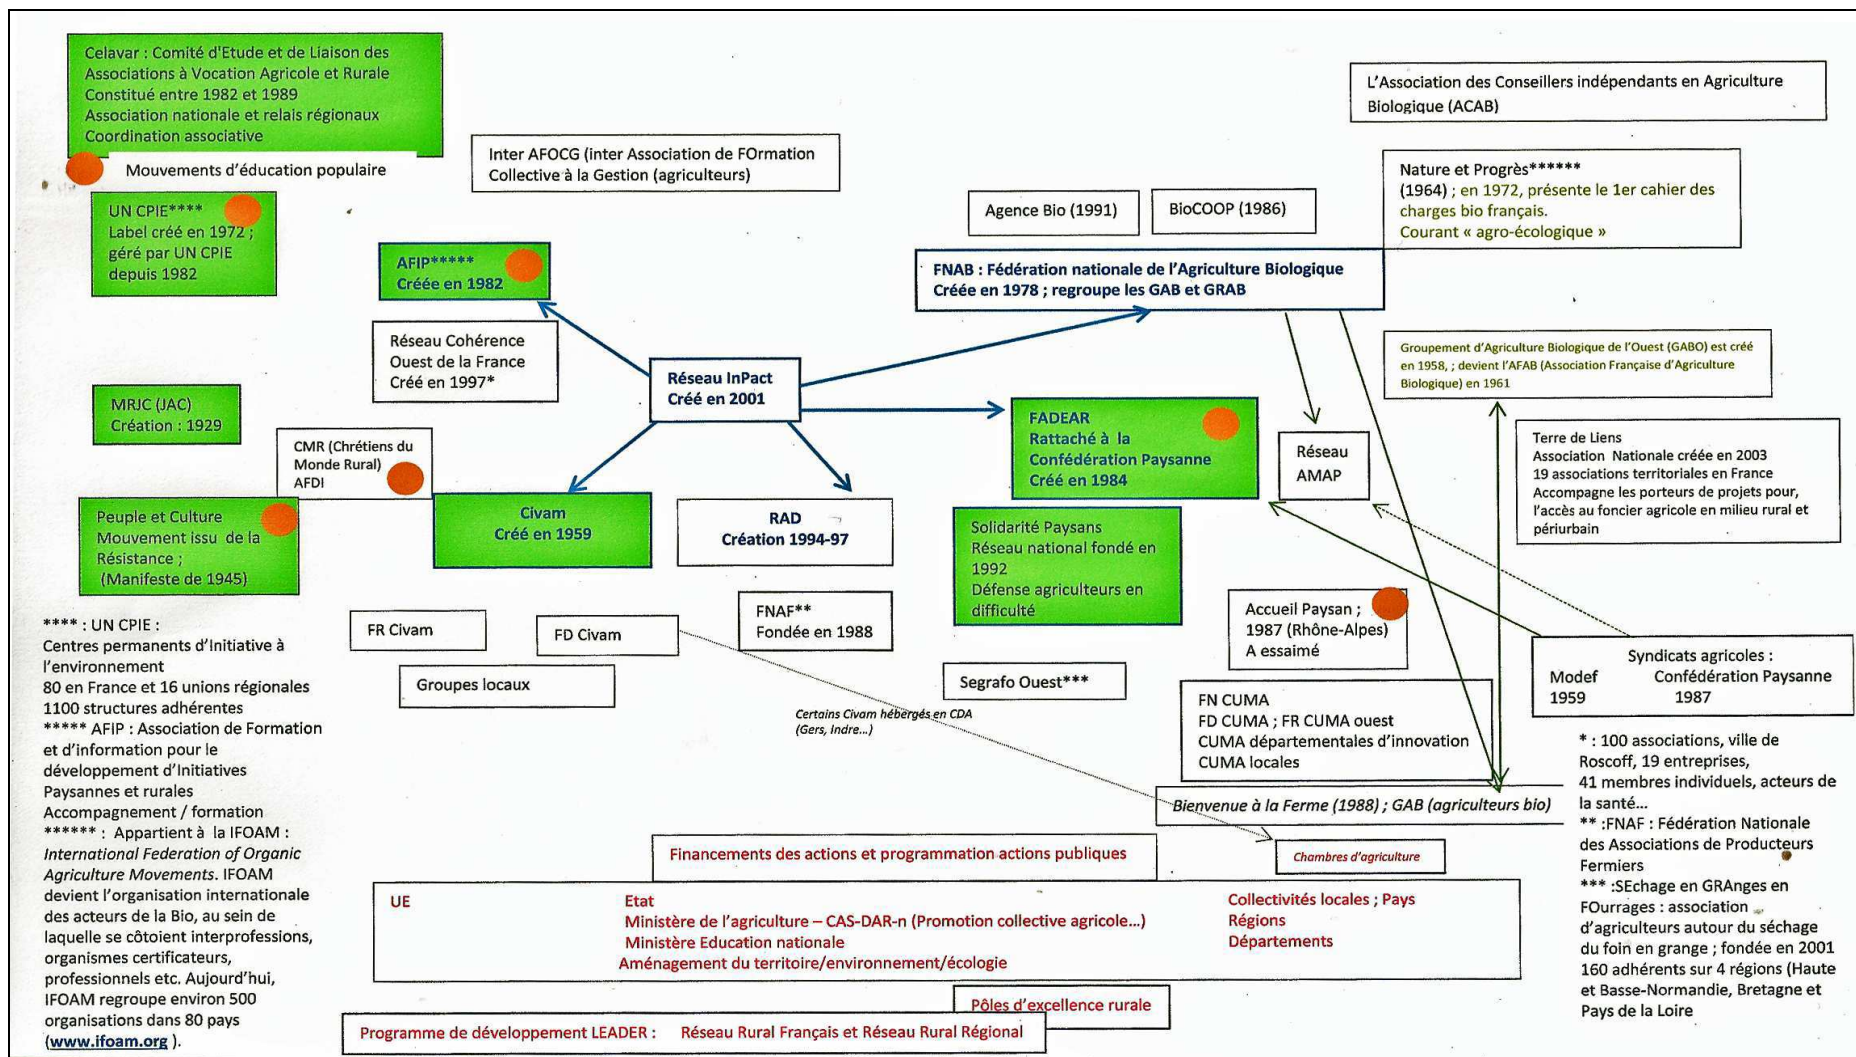 Celavar : Comité d'Etude et de Liaison des
Associations à Vocation Agricole et Rurale
Constitué entre 1982 et 1989
Association nationale et relais régionaux
Coordination associative
Mouvements d'éducation populaire
L'Association des Conseillers indépendants en Agriculture
Biologique (ACAB)
Inter AFOCG (inter Association de FOrmation
Collective à la Gestion (agriculteurs)
Nature et Progrès******
(1964) ; en 1972, présente le 1er cahier des
charges bio français.
Courant « agro-écologique »
UN CPIE****
Label créé en 1972 ;
géré par UN CPIE
depuis 1982
Agence Bio (1991)
BioCOOP (1986)
AFIP*****
Créée en 1982
FNAB : Fédération nationale de l'Agriculture Biologique
Créée en 1978 ; regroupe les GAB et GRAB
Réseau Cohérence
Ouest de la France
Créé en 1997*
Réseau InPact
Créé en 2001
Groupement d'Agriculture Biologique de l'Ouest (GABO) est créé
en 1958, ; devient l'AFAB (Association Française d'Agriculture
Biologique) en 1961
MRJC (JAC)
Création : 1929
FADEAR
Rattaché à la
Confédération Paysanne
Créé en 1984
CMR (Chrétiens du
Monde Rural)
AFDI
Réseau
AMAP
Terre de Liens
Association Nationale créée en 2003
19 associations territoriales en France
Accompagne les porteurs de projets pour,
l'accès au foncier agricole en milieu rural et
périurbain
Peuple et Culture
Mouvement issu de la
Résistance ;
(Manifeste de 1945)
Civam
Créé en 1959
RAD
Création 1994-97
Solidarité Paysans
Réseau national fondé en
1992
Défense agriculteurs en
difficulté
FR Civam
FD Civam
FNAF**
Fondée en 1988
Accueil Paysan ;
1987 (Rhône-Alpes)
A essaimé
Groupes locaux
Segrafo Ouest***
Syndicats agricoles :
Modef Confédération Paysanne
1959 1987
Certains Civam hébergés en CDA
(Gers, Indre...)
FN CUMA
FD CUMA ; FR CUMA ouest
CUMA départementales d'innovation
CUMA locales
Bienvenue à la Ferme (1988) ; GAB (agriculteurs bio)
Chambres d'agriculture
**** : UN CPIE :
Centres permanents d'Initiative à
l'environnement
80 en France et 16 unions régionales
1100 structures adhérentes
***** AFIP : Association de Formation
et d'information pour le
développement d'Initiatives
Paysannes et rurales
Accompagnement / formation
****** : Appartient à la IFOAM :
International Federation of Organic
Agriculture Movements. IFOAM
devient l'organisation internationale
des acteurs de la Bio, au sein de
laquelle se côtoient interprofessions,
organismes certificateurs,
professionnels etc. Aujourd'hui,
IFOAM regroupe environ 500
organisations dans 80 pays
(www.ifoam.org ).
* : 100 associations, ville de
Roscoff, 19 entreprises,
41 membres individuels, acteurs de
la santé...
** :FNAF : Fédération Nationale
des Associations de Producteurs
Fermiers
*** :SEchage en GRAnges en
FOurrages : association
d'agriculteurs autour du séchage
du foin en grange ; fondée en 2001
160 adhérents sur 4 régions (Haute
et Basse-Normandie, Bretagne et
Pays de la Loire
Financements des actions et programmation actions publiques
UE Etat Collectivités locales ; Pays
Ministère de l'agriculture – CAS-DAR-n (Promotion collective agricole...) Régions
Ministère Education nationale Départements
Aménagement du territoire/environnement/écologie
Pôles d'excellence rurale
Programme de développement LEADER : Réseau Rural Français et Réseau Rural Régional